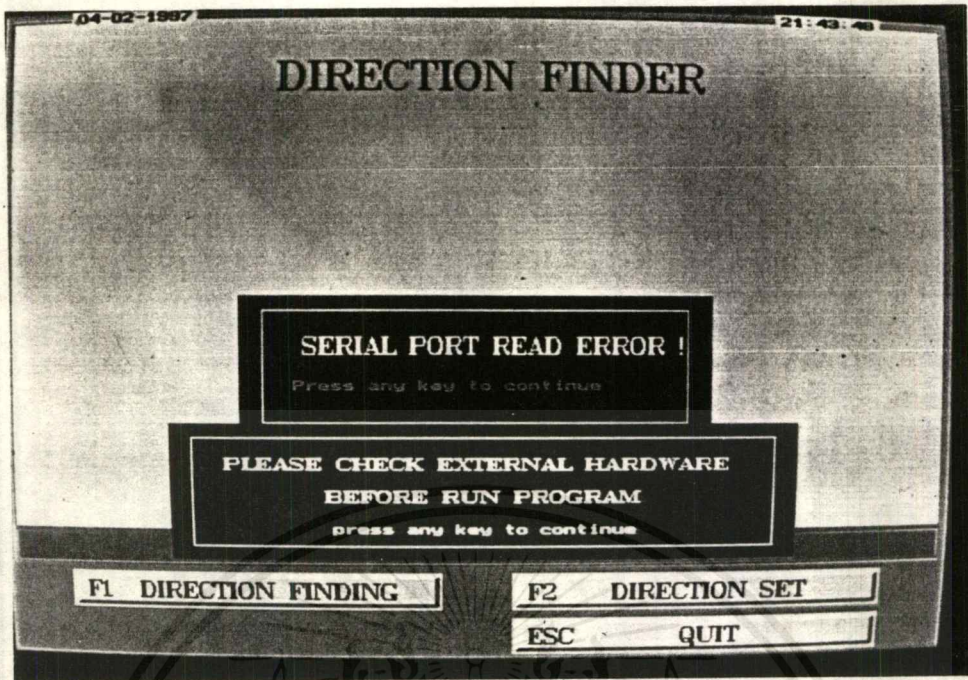 04-02-1997
21:43:48
DIRECTION FINDER
SERIAL PORT READ ERROR !
Press any key to continue
PLEASE CHECK EXTERNAL HARDWARE
BEFORE RUN PROGRAM
press any key to continue
F1 DIRECTION FINDING
F2 DIRECTION SET
ESC QUIT